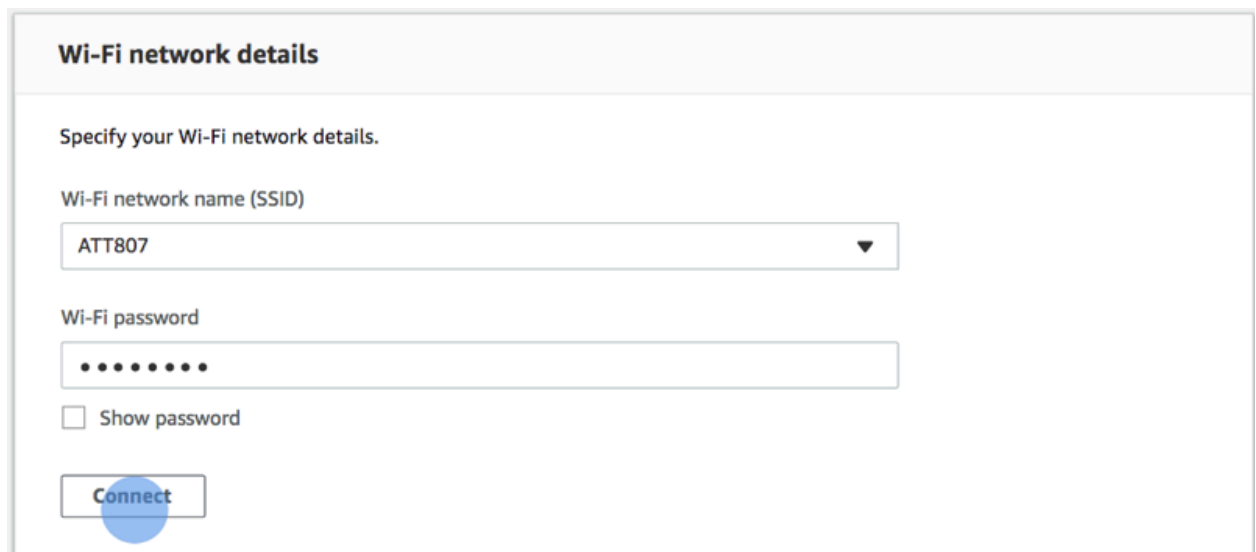 Wi-Fi network details
Specify your Wi-Fi network details.
Wi-Fi network name (SSID)
ATT807
Wi-Fi password
••••••••
Show password
Connect